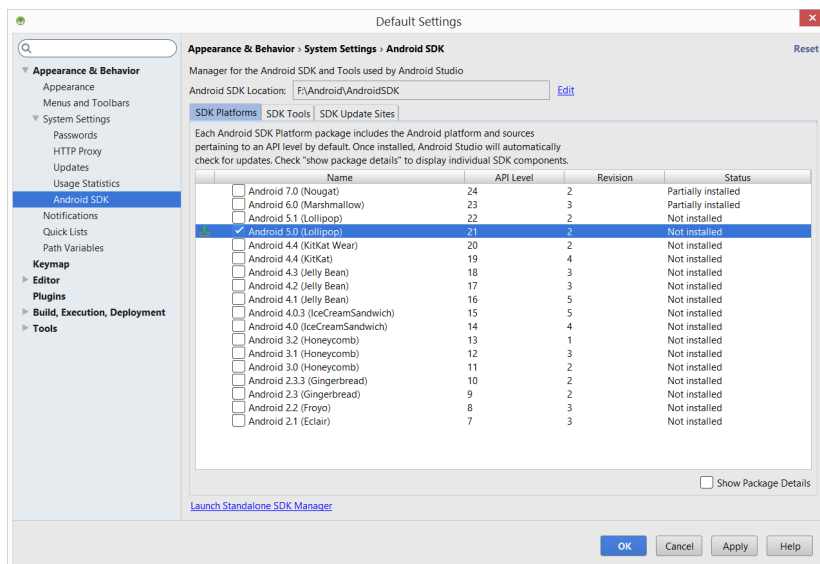 Default Settings
Appearance & Behavior › System Settings › Android SDK
Reset
Appearance & Behavior
Appearance
Menus and Toolbars
System Settings
Passwords
HTTP Proxy
Updates
Usage Statistics
Android SDK
Notifications
Quick Lists
Path Variables
Keymap
Editor
Plugins
Build, Execution, Deployment
Tools
Manager for the Android SDK and Tools used by Android Studio
Android SDK Location: F:\Android\AndroidSDK Edit
SDK Platforms SDK Tools SDK Update Sites
Each Android SDK Platform package includes the Android platform and sources
pertaining to an API level by default. Once installed, Android Studio will automatically
check for updates. Check "show package details" to display individual SDK components.
Name API Level Revision Status
Android 7.0 (Nougat) 24 2 Partially installed
Android 6.0 (Marshmallow) 23 3 Partially installed
Android 5.1 (Lollipop) 22 2 Not installed
Android 5.0 (Lollipop) 21 2 Not installed
Android 4.4 (KitKat Wear) 20 2 Not installed
Android 4.4 (KitKat) 19 4 Not installed
Android 4.3 (Jelly Bean) 18 3 Not installed
Android 4.2 (Jelly Bean) 17 3 Not installed
Android 4.1 (Jelly Bean) 16 5 Not installed
Android 4.0.3 (IceCreamSandwich) 15 5 Not installed
Android 4.0 (IceCreamSandwich) 14 4 Not installed
Android 3.2 (Honeycomb) 13 1 Not installed
Android 3.1 (Honeycomb) 12 3 Not installed
Android 3.0 (Honeycomb) 11 2 Not installed
Android 2.3.3 (Gingerbread) 10 2 Not installed
Android 2.3 (Gingerbread) 9 2 Not installed
Android 2.2 (Froyo) 8 3 Not installed
Android 2.1 (Eclair) 7 3 Not installed
Show Package Details
Launch Standalone SDK Manager
OK Cancel Apply Help